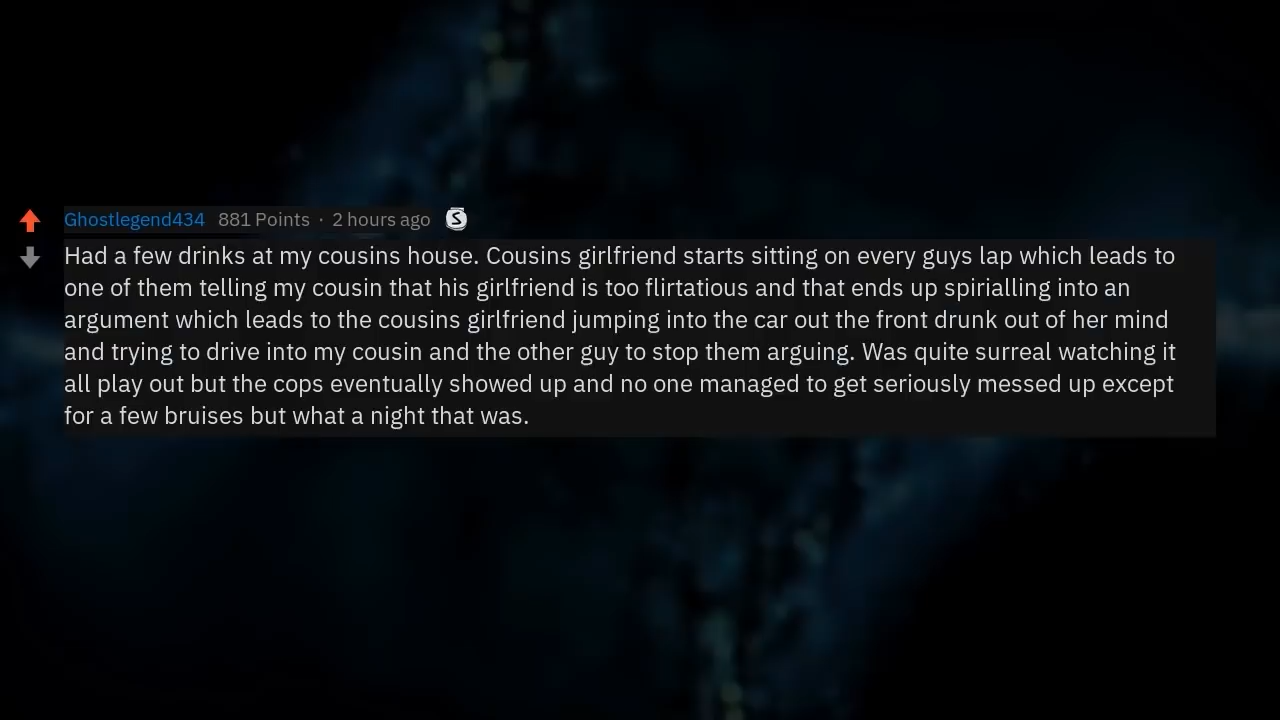 Ghostlegend434 881 Points · 2 hours ago S
Had a few drinks at my cousins house. Cousins girlfriend starts sitting on every guys lap which leads to
one of them telling my cousin that his girlfriend is too flirtatious and that ends up spirialling into an
argument which leads to the cousins girlfriend jumping into the car out the front drunk out of her mind
and trying to drive into my cousin and the other guy to stop them arguing. Was quite surreal watching it
all play out but the cops eventually showed up and no one managed to get seriously messed up except
for a few bruises but what a night that was.